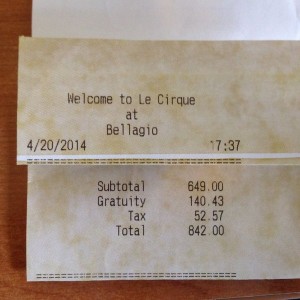 Welcome to Le Cirque
at
Bellagio
4/20/2014 17:37
Subtotal 649.00
Gratuity 140.43
Tax 52.57
Total 842.00